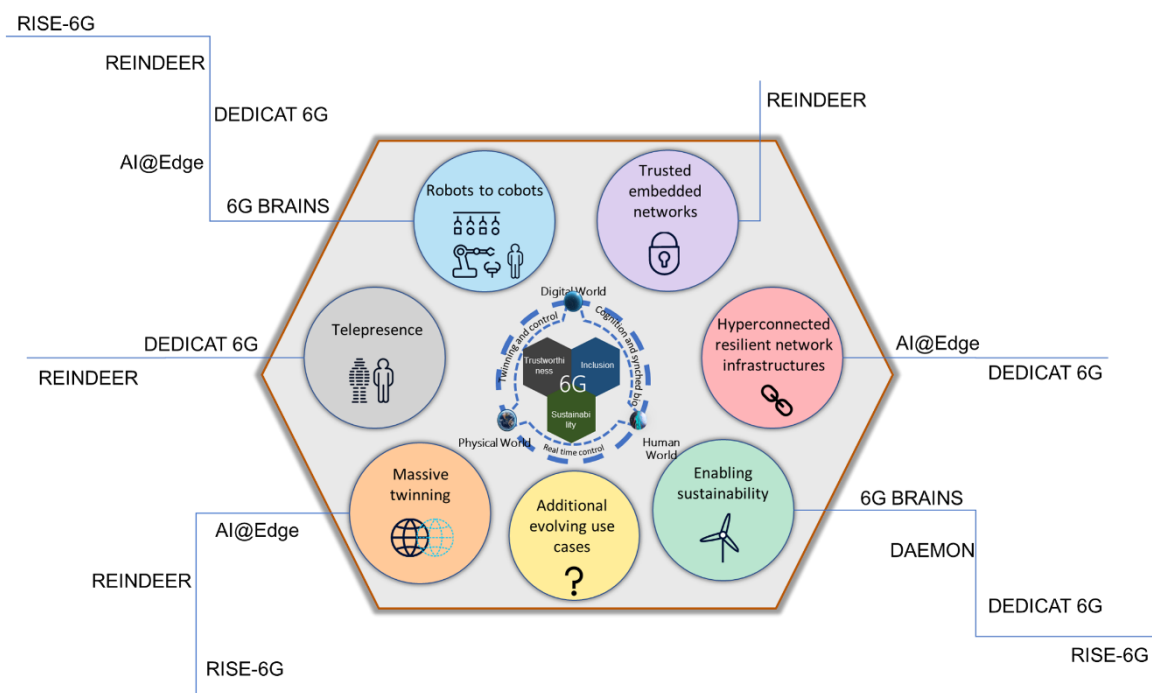 RISE-6G
REINDEER
DEDICAT 6G
AI@Edge
6G BRAINS
REINDEER
Robots to cobots
Trusted
embedded
networks
Telepresence
DEDICAT 6G
REINDEER
Hyperconnected
resilient network
infrastructures
AI@Edge
DEDICAT 6G
Digital World
Twinning and control
Cognition and synched bio
Trustworthi
ness
Inclusion
6G
Sustainabi
lity
Physical World
Real time control
Human
World
Massive
twinning
AI@Edge
REINDEER
RISE-6G
Additional
evolving use
cases
?
Enabling
sustainability
6G BRAINS
DAEMON
DEDICAT 6G
RISE-6G